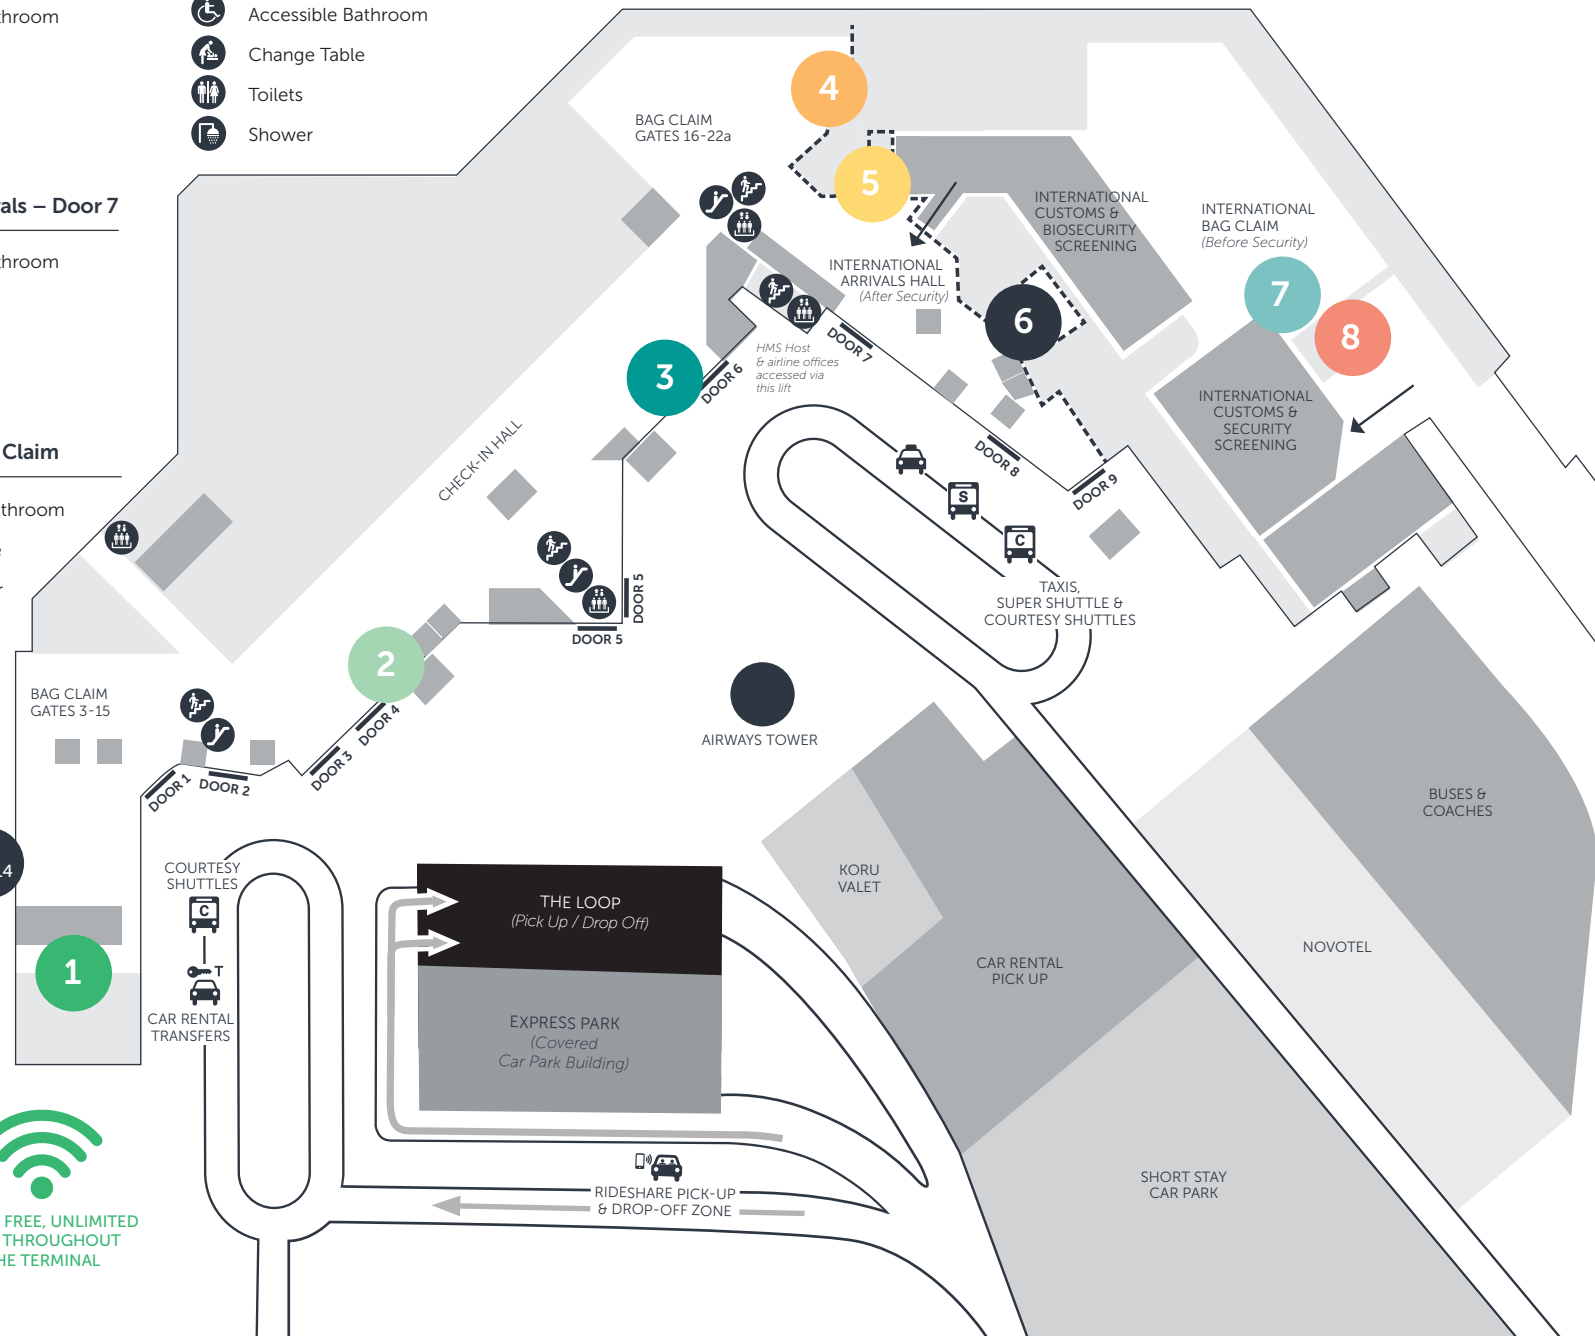 throom
Accessible Bathroom
Change Table
Toilets
Shower
als – Door 7
throom
Claim
throom
BAG CLAIM
GATES 16-22a
4
5
INTERNATIONAL
CUSTOMS &
BIOSECURITY
SCREENING
INTERNATIONAL
BAG CLAIM
(Before Security)
INTERNATIONAL
ARRIVALS HALL
(After Security)
6
7
8
DOOR 7
HMS Host
& airline offices
accessed via
this lift
3
DOOR 6
INTERNATIONAL
CUSTOMS &
SECURITY
SCREENING
CHECK-IN HALL
DOOR 8
DOOR 9
S
C
TAXIS,
SUPER SHUTTLE &
COURTESY SHUTTLES
DOOR 5
DOOR 5
2
BAG CLAIM
GATES 3-15
DOOR 4
DOOR 3
DOOR 2
DOOR 1
AIRWAYS TOWER
BUSES &
COACHES
KORU
VALET
NOVOTEL
CAR RENTAL
PICK UP
COURTESY
SHUTTLES
C
T
CAR RENTAL
TRANSFERS
THE LOOP
(Pick Up / Drop Off)
EXPRESS PARK
(Covered
Car Park Building)
14
1
SHORT STAY
CAR PARK
RIDESHARE PICK-UP
& DROP-OFF ZONE
FREE, UNLIMITED
THROUGHOUT
HE TERMINAL